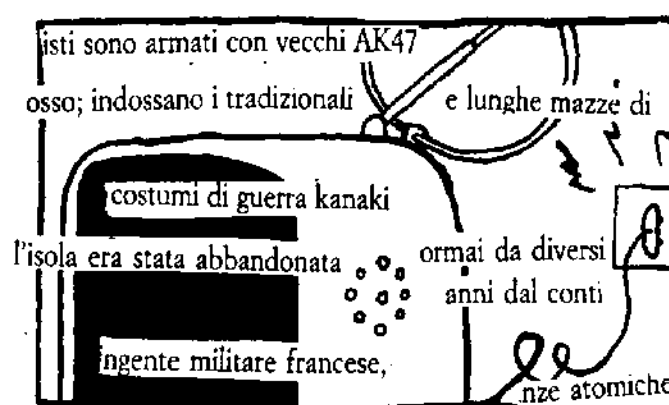 isti sono armati con vecchi AK47
osso; indossano i tradizionali e lunghe mazze di
costumi di guerra kanaki
l'isola era stata abbandonata ormai da diversi
anni dal conti
ingente militare francese,
nze atomiche